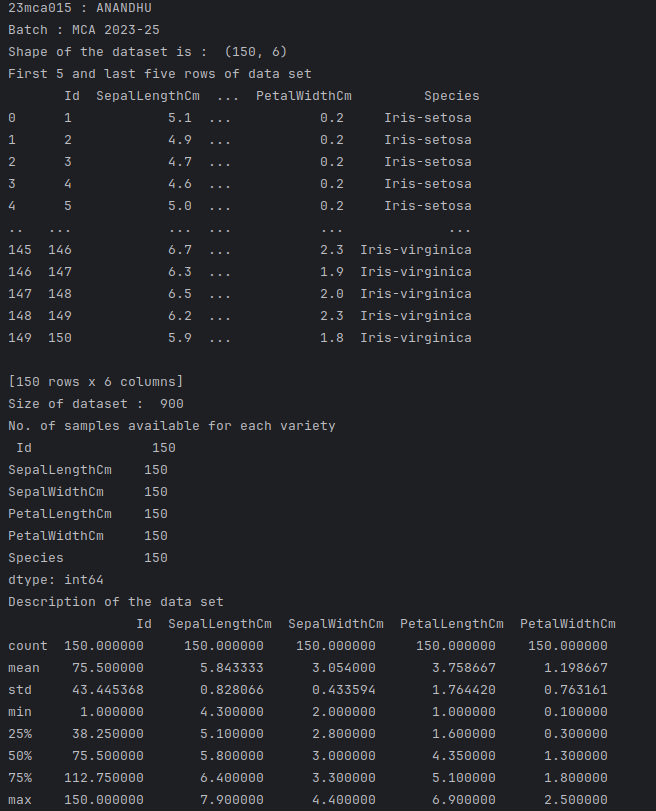 23mca015 : ANANDHU
Batch : MCA 2023-25
Shape of the dataset is :  (150, 6)
First 5 and last five rows of data set
       Id  SepalLengthCm  ...  PetalWidthCm         Species
0       1            5.1  ...           0.2     Iris-setosa
1       2            4.9  ...           0.2     Iris-setosa
2       3            4.7  ...           0.2     Iris-setosa
3       4            4.6  ...           0.2     Iris-setosa
4       5            5.0  ...           0.2     Iris-setosa
..    ...            ...  ...           ...             ...
145   146            6.7  ...           2.3  Iris-virginica
146   147            6.3  ...           1.9  Iris-virginica
147   148            6.5  ...           2.0  Iris-virginica
148   149            6.2  ...           2.3  Iris-virginica
149   150            5.9  ...           1.8  Iris-virginica
[150 rows x 6 columns]
Size of dataset :  900
No. of samples available for each variety
 Id               150
SepalLengthCm    150
SepalWidthCm     150
PetalLengthCm    150
PetalWidthCm     150
Species          150
dtype: int64
Description of the data set
                Id  SepalLengthCm  SepalWidthCm  PetalLengthCm  PetalWidthCm
count  150.000000     150.000000    150.000000     150.000000    150.000000
mean    75.500000       5.843333      3.054000       3.758667      1.198667
std     43.445368       0.828066      0.433594       1.764420      0.763161
min      1.000000       4.300000      2.000000       1.000000      0.100000
25%     38.250000       5.100000      2.800000       1.600000      0.300000
50%     75.500000       5.800000      3.000000       4.350000      1.300000
75%    112.750000       6.400000      3.300000       5.100000      1.800000
max    150.000000       7.900000      4.400000       6.900000      2.500000